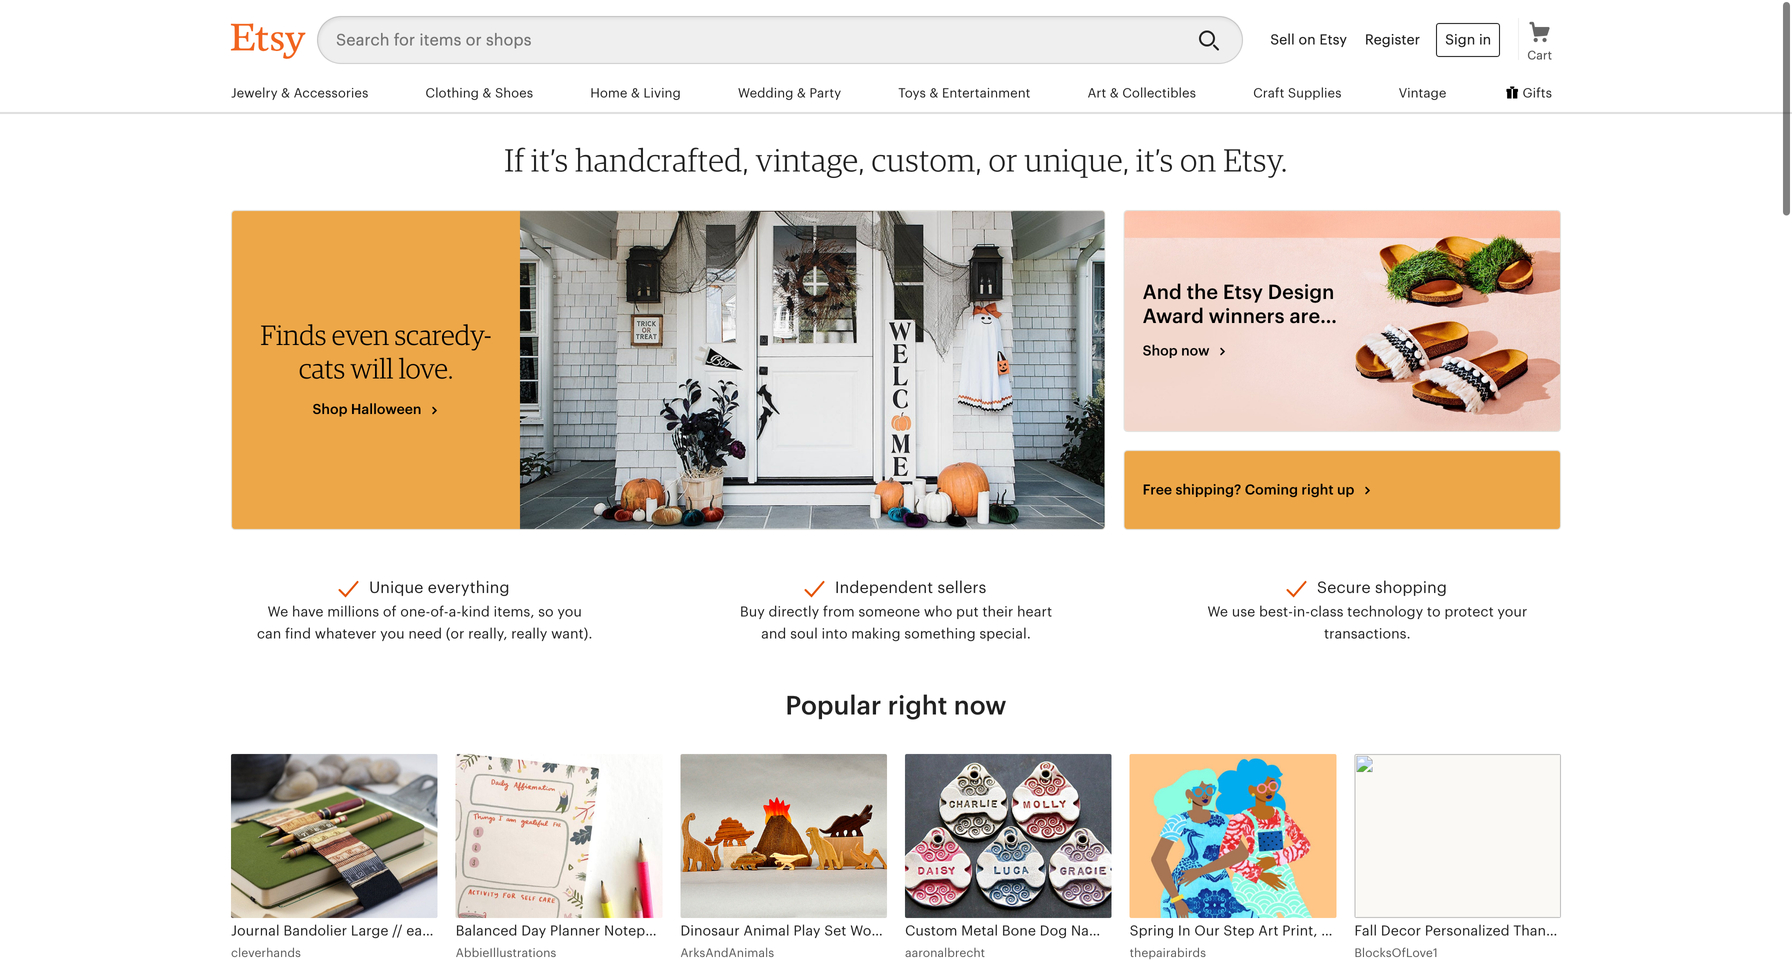 Etsy
Search for items or shops
Sell on Etsy
Register
Sign in
Cart
Jewelry & Accessories
Clothing & Shoes
Home & Living
Wedding & Party
Toys & Entertainment
Art & Collectibles
Craft Supplies
Vintage
Gifts
If it’s handcrafted, vintage, custom, or unique, it’s on Etsy.
Finds even scaredy-
cats will love.
Shop Halloween
TRICK
OR
TREAT
Boo
WELCOME
And the Etsy Design
Award winners are...
Shop now
Free shipping? Coming right up
Unique everything
We have millions of one-of-a-kind items, so you
can find whatever you need (or really, really want).
Independent sellers
Buy directly from someone who put their heart
and soul into making something special.
Secure shopping
We use best-in-class technology to protect your
transactions.
Popular right now
Daily Affirmation
Things I am grateful for
1
2
3
ACTIVITY FOR SELF CARE
CHARLIE
MOLLY
DAISY
LUCA
GRACIE
Journal Bandolier Large // ea...
cleverhands
Balanced Day Planner Notep...
AbbieIllustrations
Dinosaur Animal Play Set Wo...
ArksAndAnimals
Custom Metal Bone Dog Na...
aaronalbrecht
Spring In Our Step Art Print, ...
thepairabirds
Fall Decor Personalized Than...
BlocksOfLove1